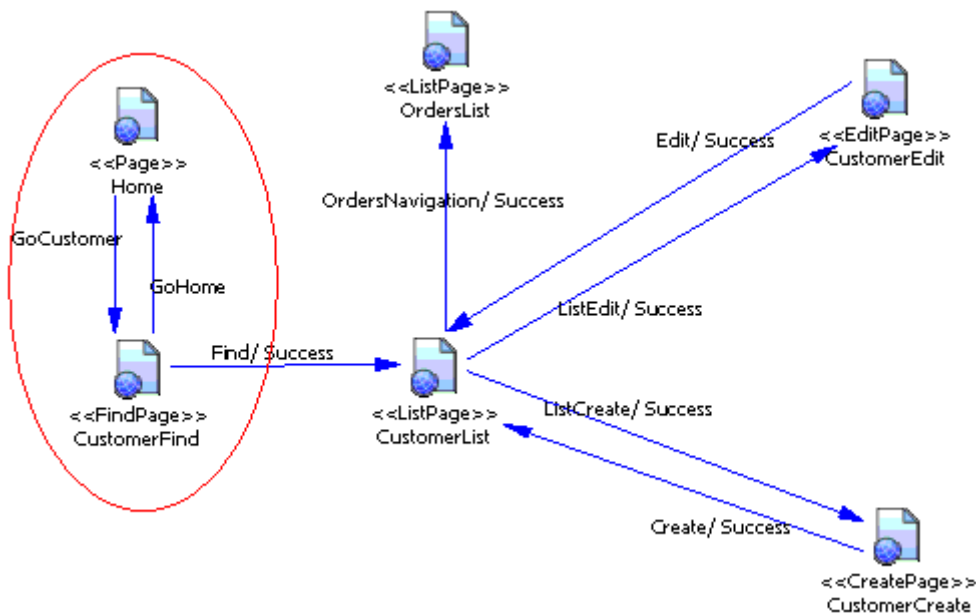 <<ListPage>>
OrdersList
<<Page>>
Home
<<EditPage>>
CustomerEdit
Edit/ Success
OrdersNavigation/ Success
GoCustomer
GoHome
ListEdit/ Success
Find/ Success
<<FindPage>>
CustomerFind
<<ListPage>>
CustomerList
ListCreate/ Success
Create/ Success
<<CreatePage>>
CustomerCreate